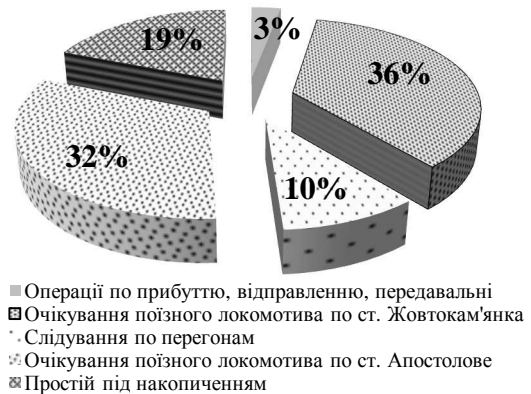 19%
3%
36%
32%
10%
Операції по прибуттю, відправленню, передавальні
Очікування поїзного локомотива по ст. Жовтокам'янка
Слідування по перегонам
Очікування поїзного локомотива по ст. Апостолове
Простій під накопиченням